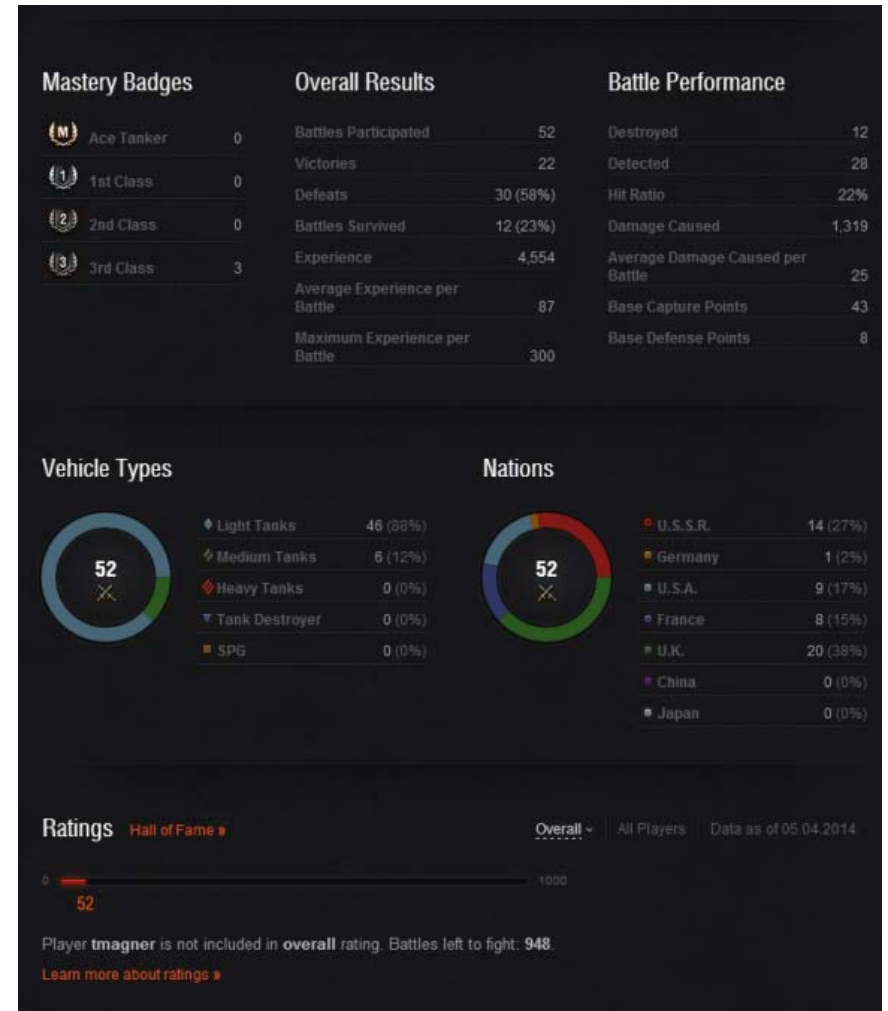 Mastery Badges
M Ace Tanker 0
1 1st Class 0
2 2nd Class 0
3 3rd Class 3
Overall Results
Battles Participated 52
Victories 22
Defeats 30 (58%)
Battles Survived 12 (23%)
Experience 4,554
Average Experience per
Battle 87
Maximum Experience per
Battle 300
Battle Performance
Destroyed 12
Detected 28
Hit Ratio 22%
Damage Caused 1,319
Average Damage Caused per
Battle 25
Base Capture Points 43
Base Defense Points 8
Vehicle Types
52
Light Tanks 46 (88%)
Medium Tanks 6 (12%)
Heavy Tanks 0 (0%)
Tank Destroyer 0 (0%)
SPG 0 (0%)
Nations
52
U.S.S.R. 14 (27%)
Germany 1 (2%)
U.S.A. 9 (17%)
France 8 (15%)
U.K. 20 (38%)
China 0 (0%)
Japan 0 (0%)
Ratings Hall of Fame » Overall All Players Data as of 05.04.2014
0 1000
52
Player tmagner is not included in overall rating. Battles left to fight: 948.
Learn more about ratings »